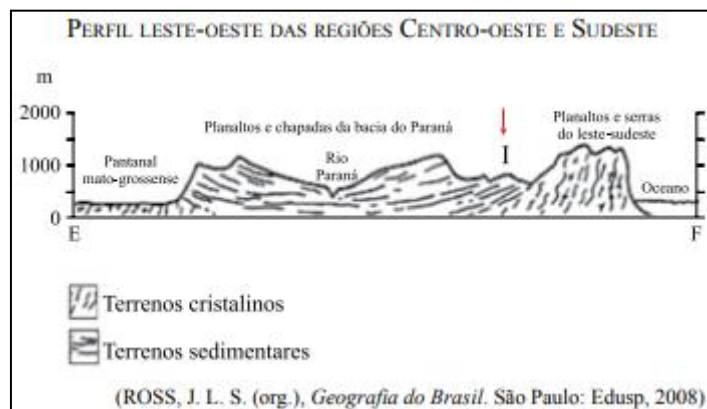 PERFIL LESTE-OESTE DAS REGIÕES CENTRO-OESTE E SUDESTE
m
2000
1000
0
Pantanal
mato-grossense
Planaltos e chapadas da bacia do Paraná
Rio
Paraná
I
Planaltos e serras
do leste-sudeste
Oceano
E
F
Terrenos cristalinos
Terrenos sedimentares
(ROSS, J. L. S. (org.), Geografia do Brasil. São Paulo: Edusp, 2008)